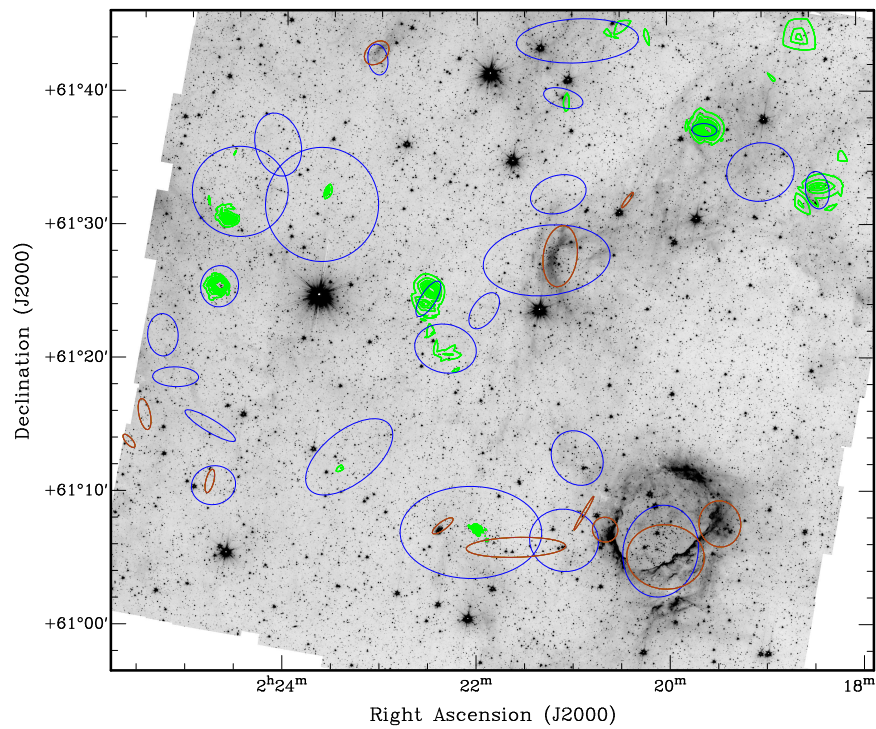 +61°40′
+61°30′
+61°20′
+61°10′
+61°00′
Declination (J2000)
2ʰ24ᵐ
22ᵐ
20ᵐ
18ᵐ
Right Ascension (J2000)